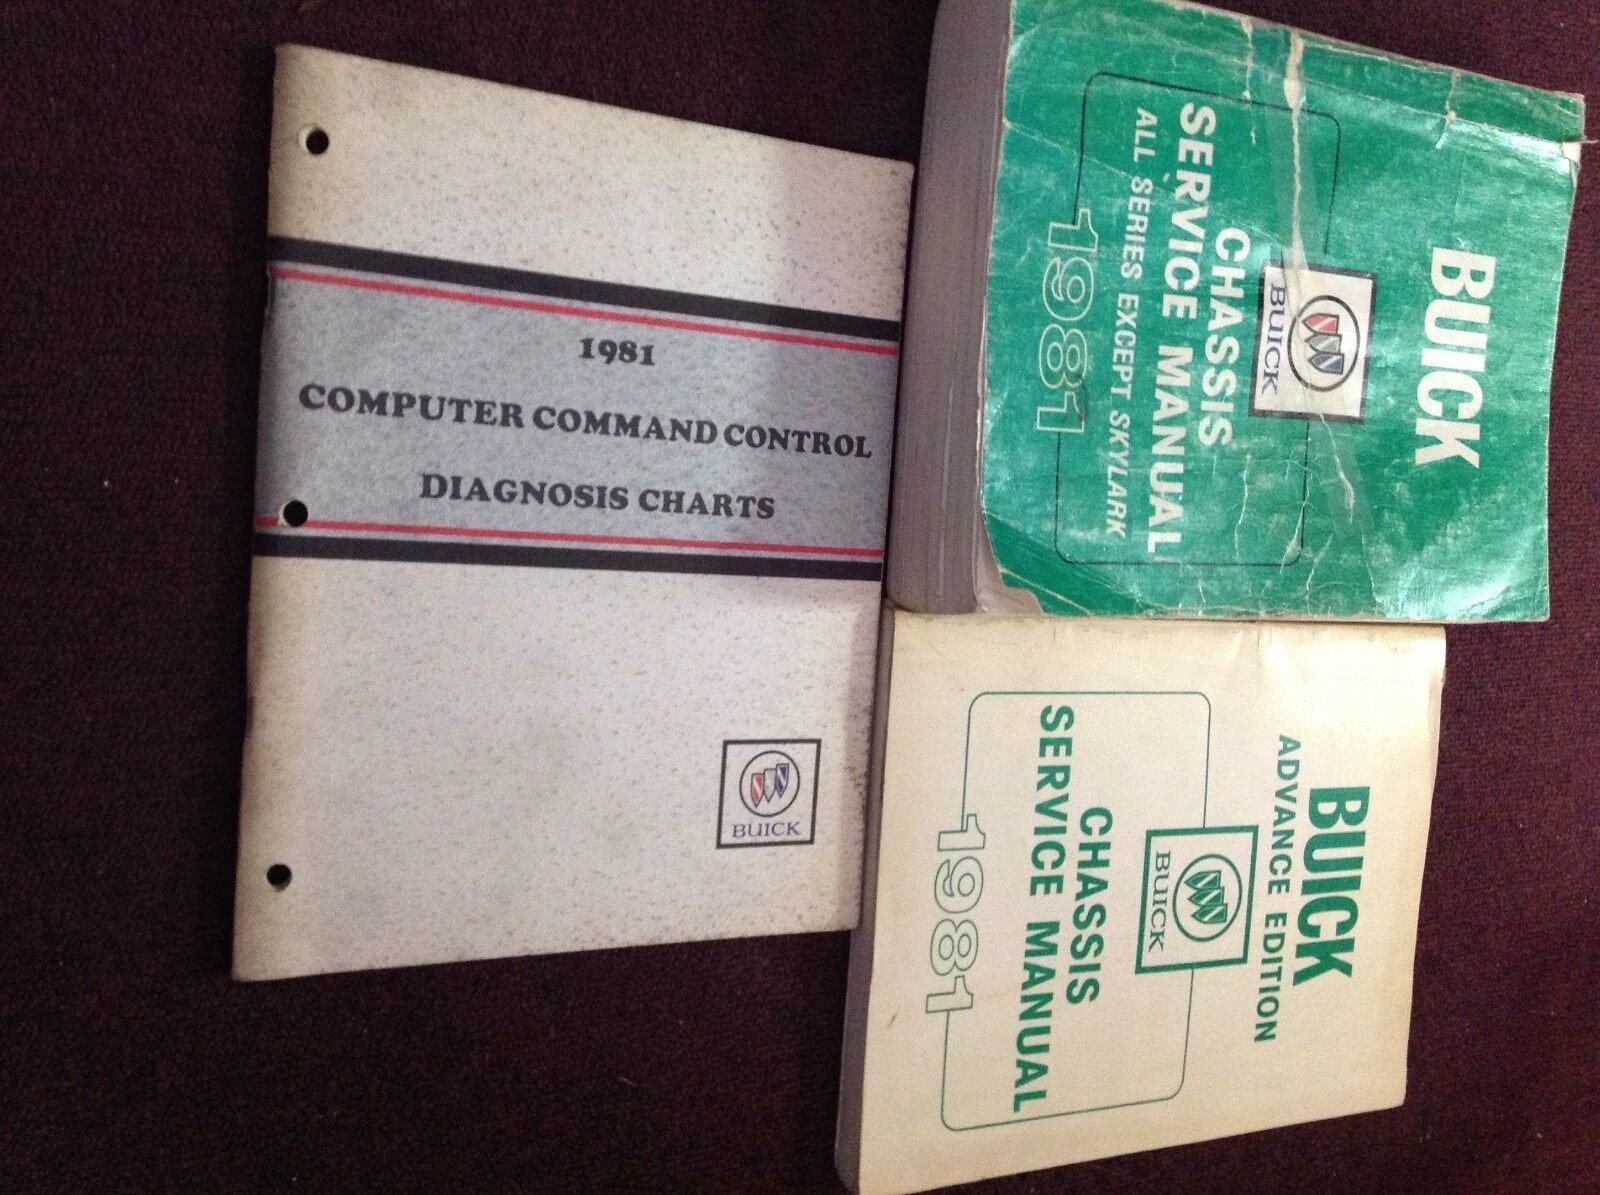 1981
COMPUTER COMMAND CONTROL
DIAGNOSIS CHARTS
BUICK
BUICK
BUICK
CHASSIS
SERVICE MANUAL
ALL SERIES EXCEPT SKYLARK
1981
BUICK
ADVANCE EDITION
BUICK
CHASSIS
SERVICE MANUAL
1981